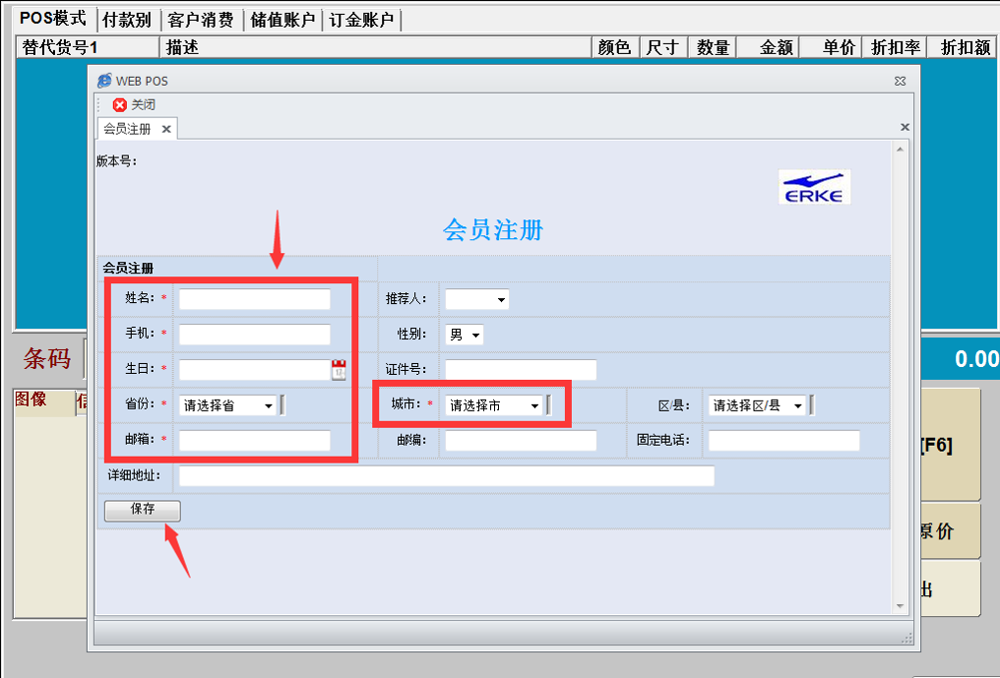 POS模式 付款别 客户消费 储值账户 订金账户
替代货号1 描述 颜色 尺寸 数量 金额 单价 折扣率 折扣额
WEB POS
关闭
会员注册
版本号：
ERKE
会员注册
会员注册
姓名：* 推荐人：
手机：* 性别： 男
生日：* 证件号：
省份：* 请选择省 城市：* 请选择市 区/县： 请选择区/县
邮箱：* 邮编： 固定电话：
详细地址：
保存
条码
0.00
图像
[F6]
原价
出